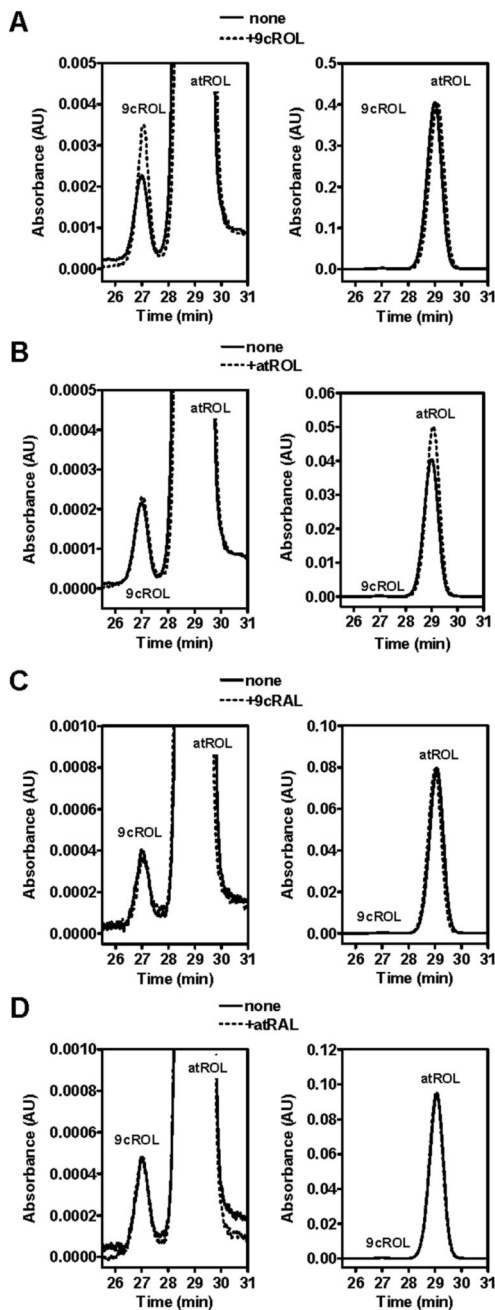 A
none
+9cROL
0.005
0.004
0.003
0.002
0.001
0.000
Absorbance (AU)
9cROL
atROL
26 27 28 29 30 31
Time (min)
0.5
0.4
0.3
0.2
0.1
0.0
Absorbance (AU)
9cROL
atROL
26 27 28 29 30 31
Time (min)
B
none
+atROL
0.0005
0.0004
0.0003
0.0002
0.0001
0.0000
Absorbance (AU)
atROL
9cROL
26 27 28 29 30 31
Time (min)
0.06
0.05
0.04
0.03
0.02
0.01
0.00
Absorbance (AU)
atROL
9cROL
26 27 28 29 30 31
Time (min)
C
none
+9cRAL
0.0010
0.0008
0.0006
0.0004
0.0002
0.0000
Absorbance (AU)
atROL
9cROL
26 27 28 29 30 31
Time (min)
0.10
0.08
0.06
0.04
0.02
0.00
Absorbance (AU)
atROL
9cROL
26 27 28 29 30 31
Time (min)
D
none
+atRAL
0.0010
0.0008
0.0006
0.0004
0.0002
0.0000
Absorbance (AU)
atROL
9cROL
26 27 28 29 30 31
Time (min)
0.12
0.10
0.08
0.06
0.04
0.02
0.00
Absorbance (AU)
atROL
9cROL
26 27 28 29 30 31
Time (min)